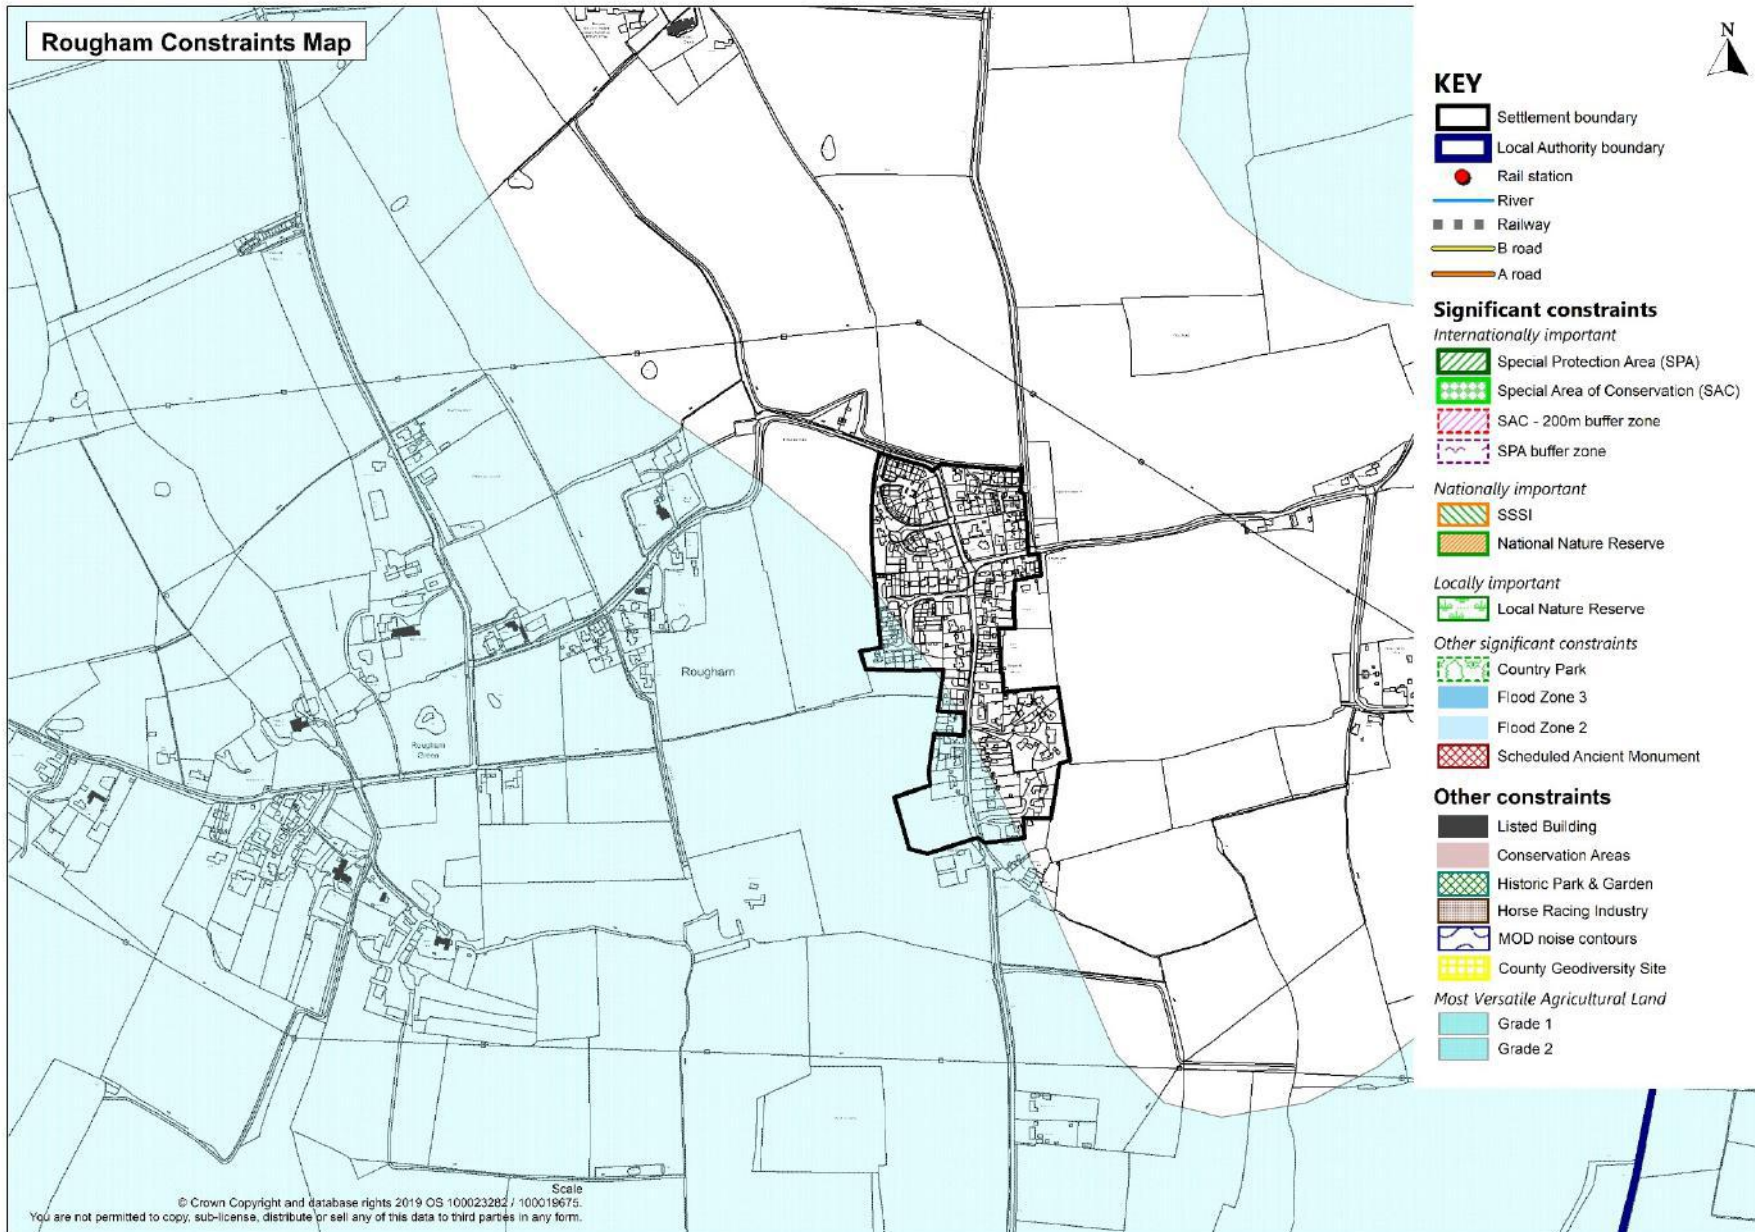 Rougham Constraints Map
N
KEY
Settlement boundary
Local Authority boundary
Rail station
River
Railway
B road
A road
Significant constraints
Internationally important
Special Protection Area (SPA)
Special Area of Conservation (SAC)
SAC - 200m buffer zone
SPA buffer zone
Nationally important
SSSI
National Nature Reserve
Locally important
Local Nature Reserve
Other significant constraints
Country Park
Flood Zone 3
Flood Zone 2
Scheduled Ancient Monument
Other constraints
Listed Building
Conservation Areas
Historic Park & Garden
Horse Racing Industry
MOD noise contours
County Geodiversity Site
Most Versatile Agricultural Land
Grade 1
Grade 2
Rougham
Rougham
Green
Scale
© Crown Copyright and database rights 2019 OS 100023282 / 100019675.
You are not permitted to copy, sub-license, distribute or sell any of this data to third parties in any form.